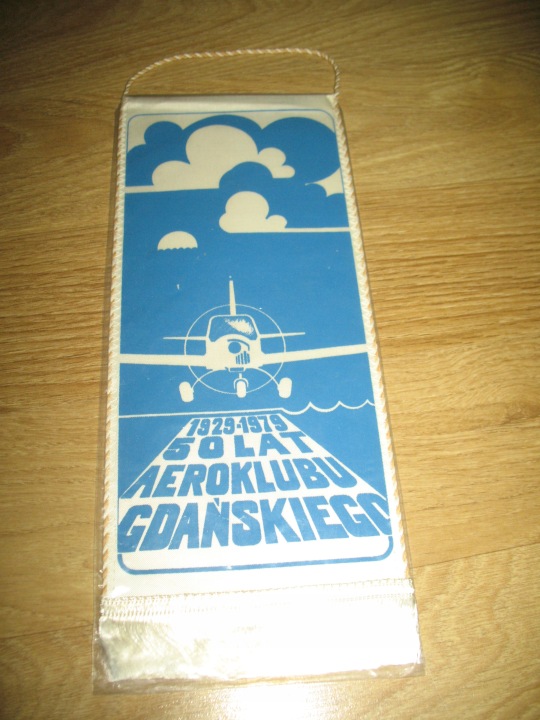 1929-1979
50 LAT
AEROKLUBU
GDAŃSKIEGO